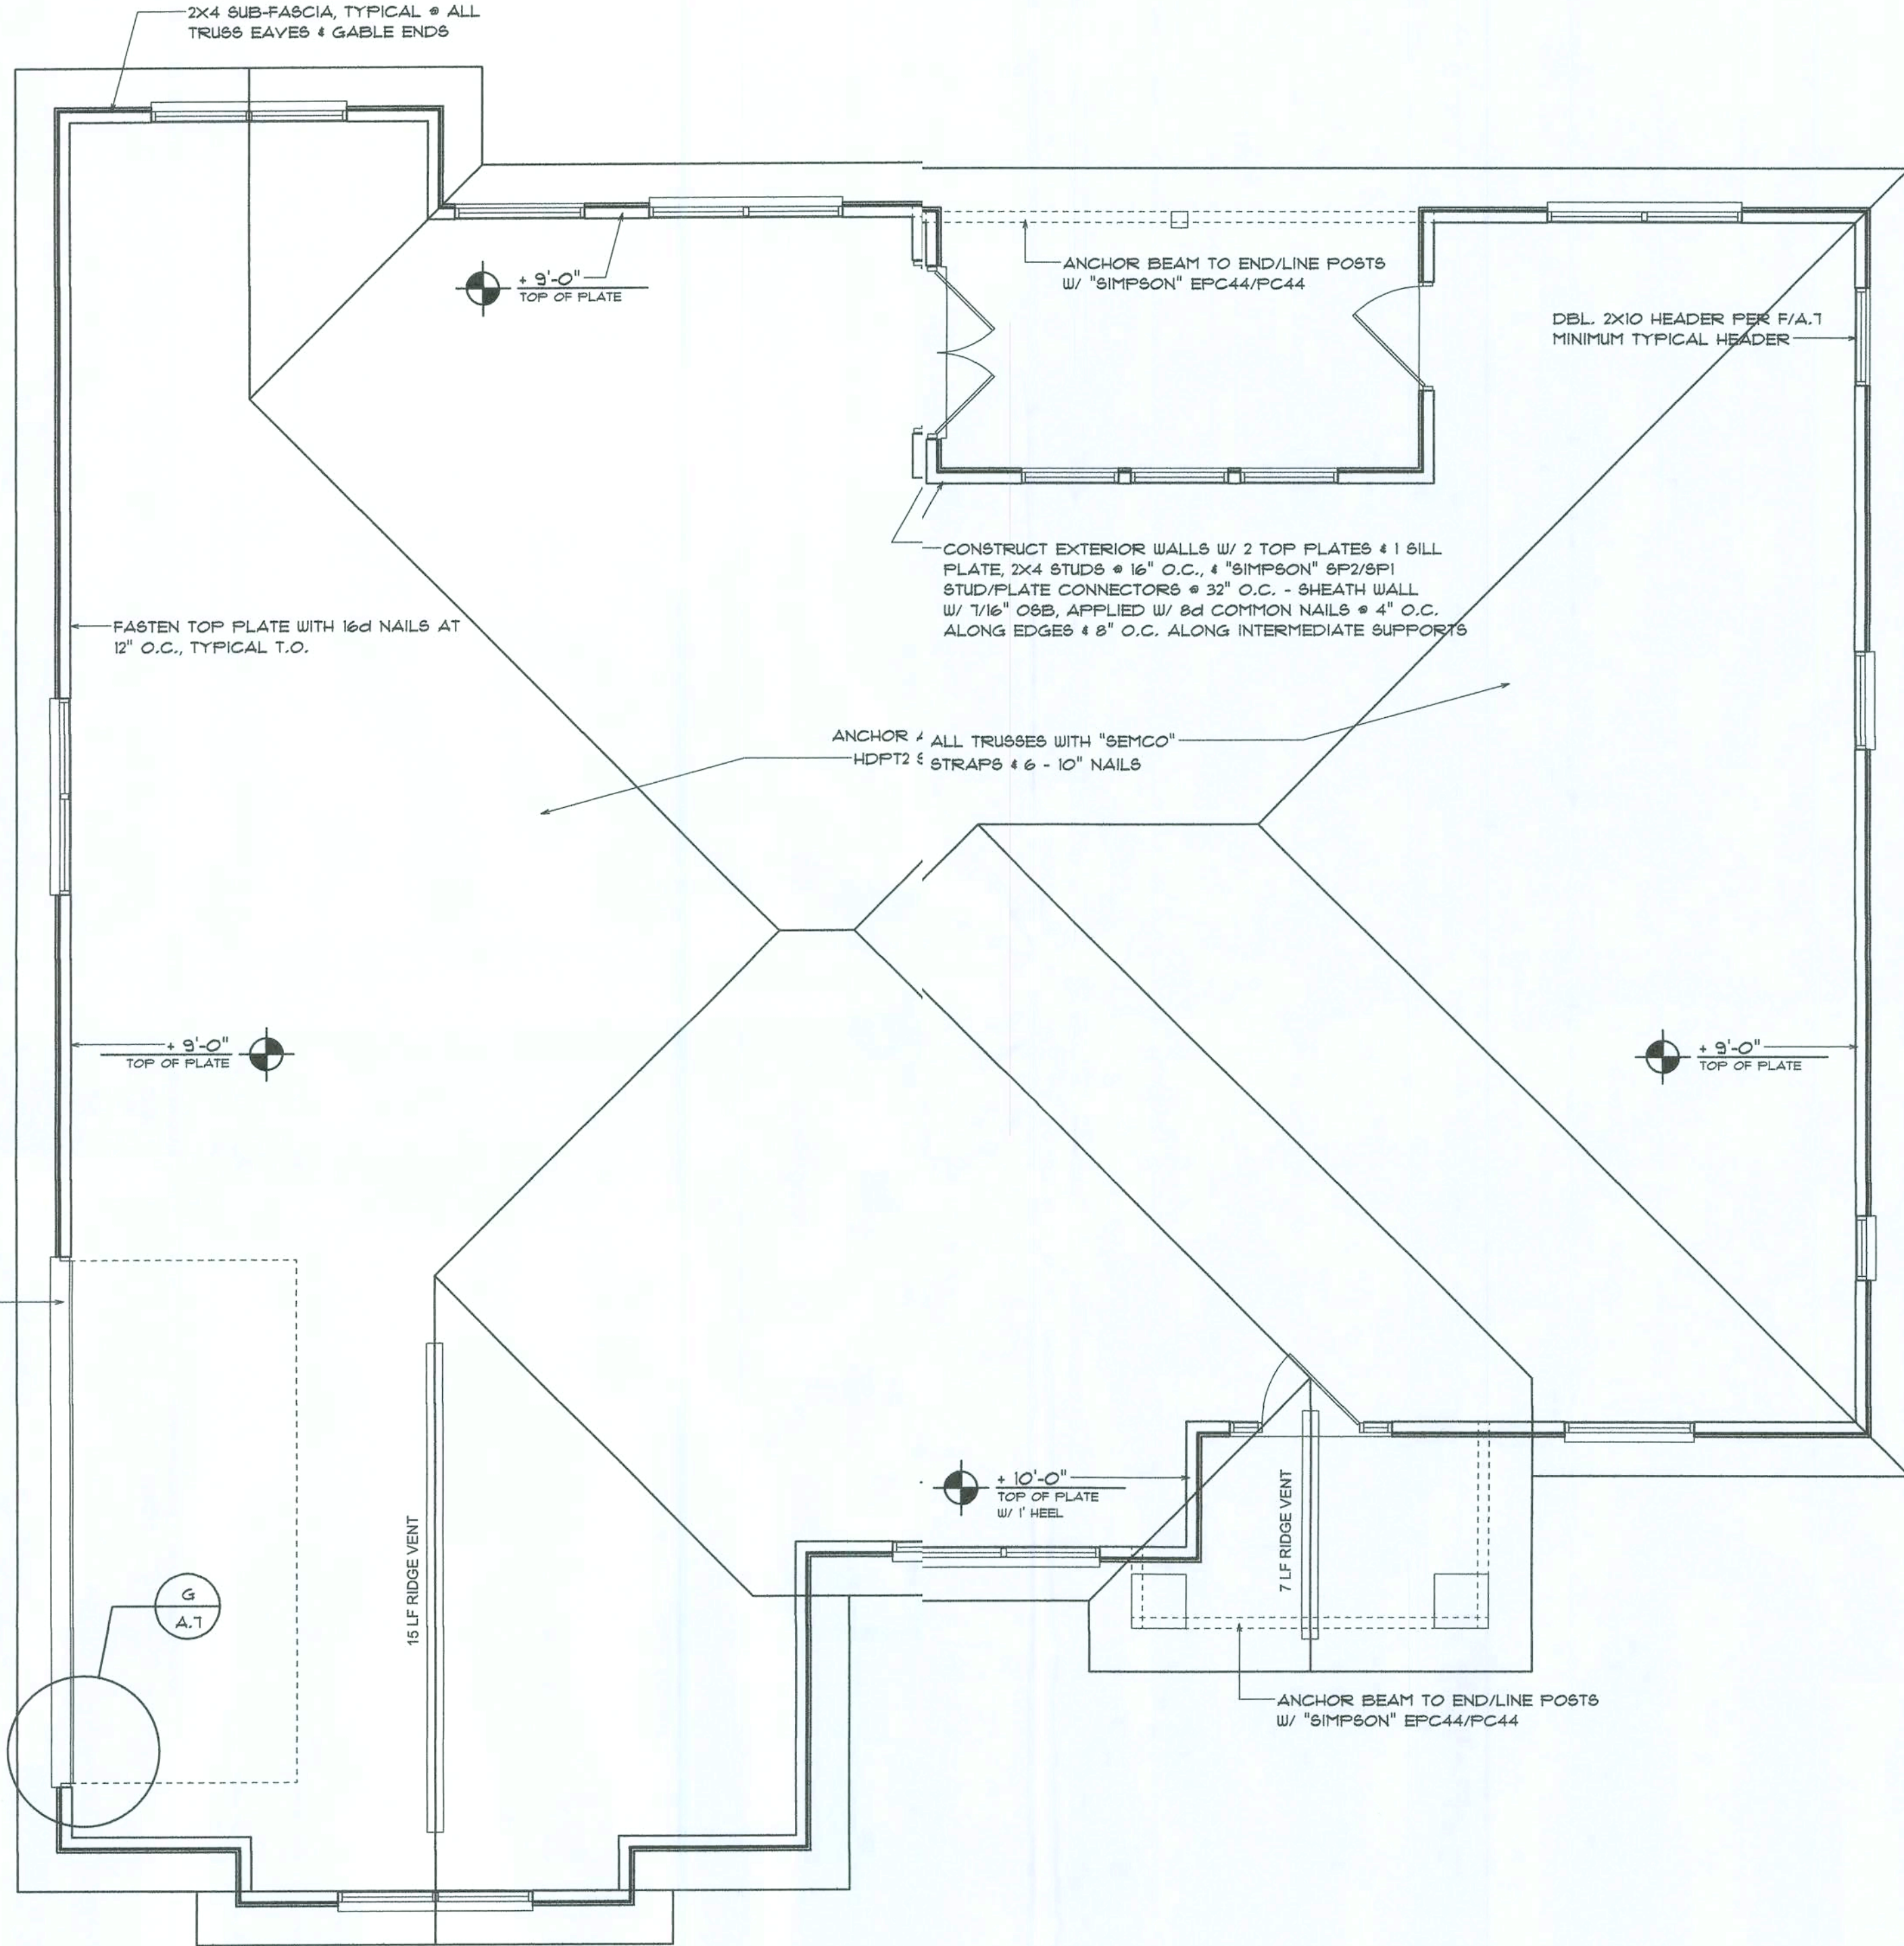 2X4 SUB-FASCIA, TYPICAL @ ALL
TRUSS EAVES & GABLE ENDS
+ 9'-0"
TOP OF PLATE
ANCHOR BEAM TO END/LINE POSTS
W/ "SIMPSON" EPC44/PC44
DBL. 2X10 HEADER PER F/A.7
MINIMUM TYPICAL HEADER
CONSTRUCT EXTERIOR WALLS W/ 2 TOP PLATES & 1 SILL
PLATE, 2X4 STUDS @ 16" O.C., & "SIMPSON" SP2/SP1
STUD/PLATE CONNECTORS @ 32" O.C. - SHEATH WALL
W/ 7/16" OSB, APPLIED W/ 8d COMMON NAILS @ 4" O.C.
ALONG EDGES & 8" O.C. ALONG INTERMEDIATE SUPPORTS
FASTEN TOP PLATE WITH 16d NAILS AT
12" O.C., TYPICAL T.O.
ANCHOR ALL TRUSSES WITH "SEMCO"
HDPT2 STRAPS & 6 - 10" NAILS
+ 9'-0"
TOP OF PLATE
+ 9'-0"
TOP OF PLATE
+ 10'-0"
TOP OF PLATE
W/ 1' HEEL
15 LF RIDGE VENT
7 LF RIDGE VENT
G
A.7
ANCHOR BEAM TO END/LINE POSTS
W/ "SIMPSON" EPC44/PC44